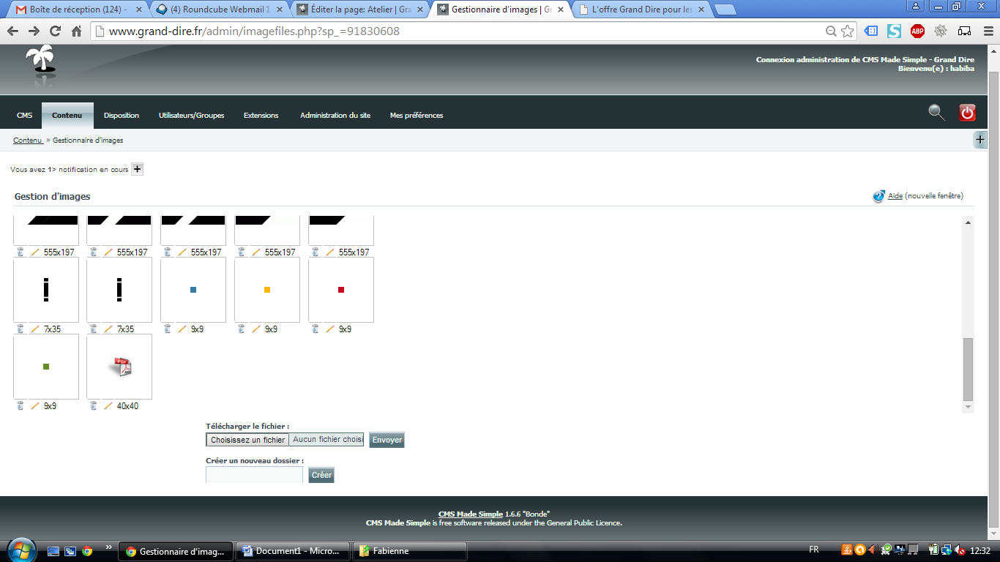 Boîte de réception (124) -
(4) Roundcube Webmail 1
Éditer la page: Atelier | Gra
Gestionnaire d'images | Gr
L'offre Grand Dire pour les
www.grand-dire.fr/admin/imagefiles.php?sp_=91830608
ABP
Connexion administration de CMS Made Simple - Grand Dire
Bienvenu(e) : habiba
CMS
Contenu
Disposition
Utilisateurs/Groupes
Extensions
Administration du site
Mes préférences
Contenu » Gestionnaire d'images
Vous avez 1> notification en cours
Gestion d'images
Aide (nouvelle fenêtre)
555x197
555x197
555x197
555x197
555x197
7x35
7x35
9x9
9x9
9x9
PDF
9x9
40x40
Télécharger le fichier :
Choisissez un fichier
Aucun fichier choisi
Envoyer
Créer un nouveau dossier :
Créer
CMS Made Simple 1.6.6 "Bonde"
CMS Made Simple is free software released under the General Public Licence.
Gestionnaire d'imag...
Document1 - Micro...
Fabienne
FR
12:32